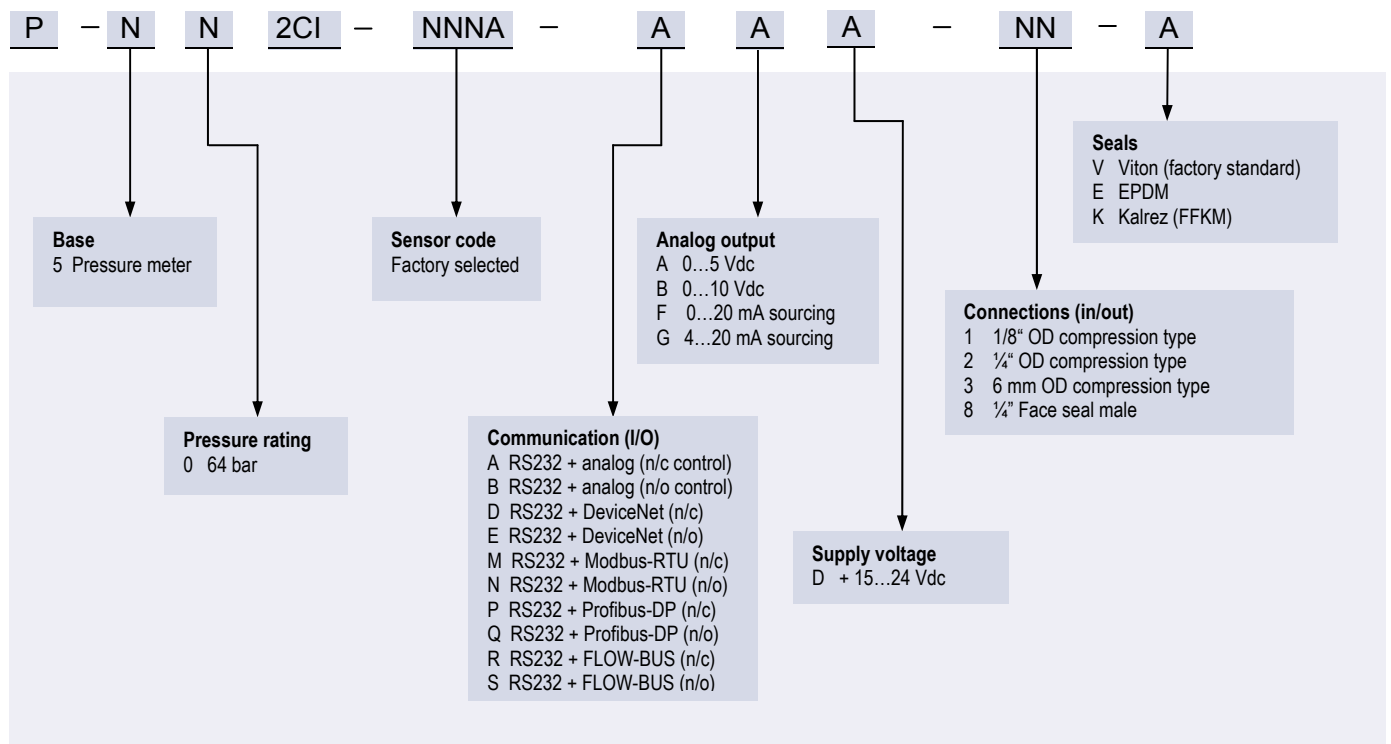 P – N N 2CI – NNNA - A A A – NN – A
Seals
V Viton (factory standard)
E EPDM
K Kalrez (FFKM)
Base
5 Pressure meter
Sensor code
Factory selected
Analog output
A 0…5 Vdc
B 0…10 Vdc
F 0…20 mA sourcing
G 4…20 mA sourcing
Connections (in/out)
1 1/8“ OD compression type
2 ¼“ OD compression type
3 6 mm OD compression type
8 ¼” Face seal male
Pressure rating
0 64 bar
Communication (I/O)
A RS232 + analog (n/c control)
B RS232 + analog (n/o control)
D RS232 + DeviceNet (n/c)
E RS232 + DeviceNet (n/o)
M RS232 + Modbus-RTU (n/c)
N RS232 + Modbus-RTU (n/o)
P RS232 + Profibus-DP (n/c)
Q RS232 + Profibus-DP (n/o)
R RS232 + FLOW-BUS (n/c)
S RS232 + FLOW-BUS (n/o)
Supply voltage
D + 15…24 Vdc